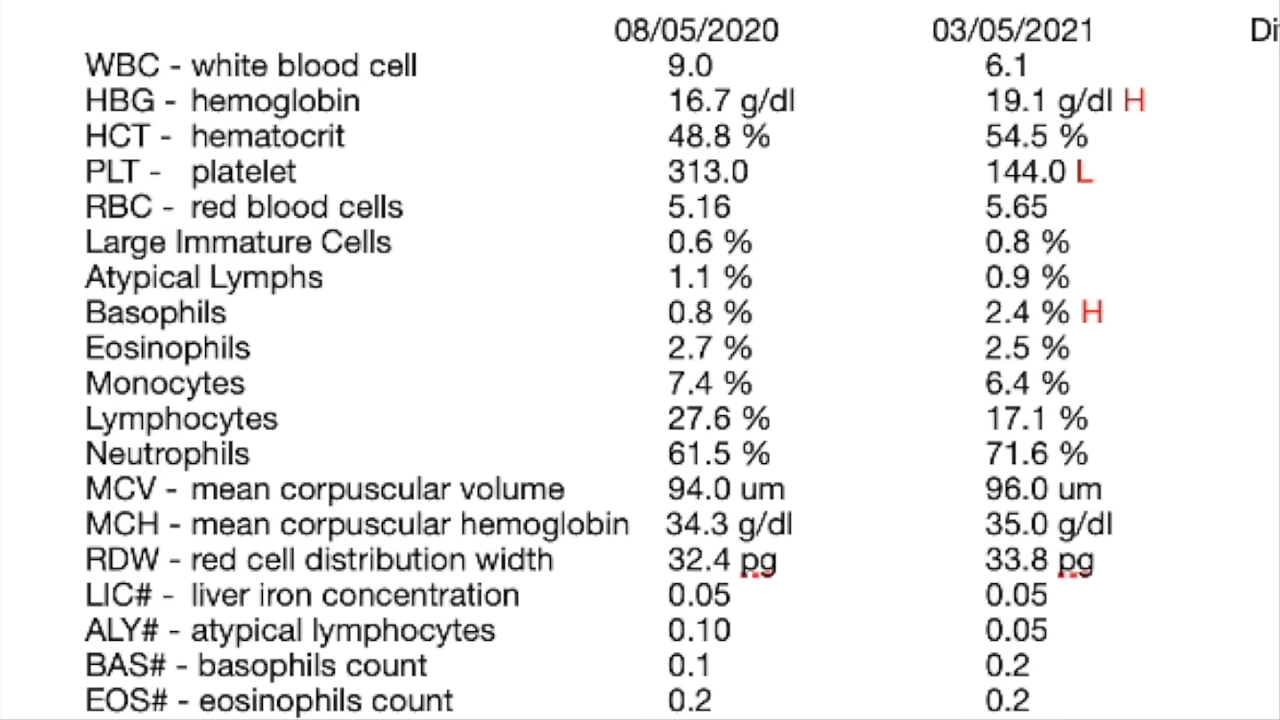 08/05/2020 03/05/2021 Di
WBC - white blood cell 9.0 6.1
HBG - hemoglobin 16.7 g/dl 19.1 g/dl H
HCT - hematocrit 48.8 % 54.5 %
PLT - platelet 313.0 144.0 L
RBC - red blood cells 5.16 5.65
Large Immature Cells 0.6 % 0.8 %
Atypical Lymphs 1.1 % 0.9 %
Basophils 0.8 % 2.4 % H
Eosinophils 2.7 % 2.5 %
Monocytes 7.4 % 6.4 %
Lymphocytes 27.6 % 17.1 %
Neutrophils 61.5 % 71.6 %
MCV - mean corpuscular volume 94.0 um 96.0 um
MCH - mean corpuscular hemoglobin 34.3 g/dl 35.0 g/dl
RDW - red cell distribution width 32.4 pg 33.8 pg
LIC# - liver iron concentration 0.05 0.05
ALY# - atypical lymphocytes 0.10 0.05
BAS# - basophils count 0.1 0.2
EOS# - eosinophils count 0.2 0.2